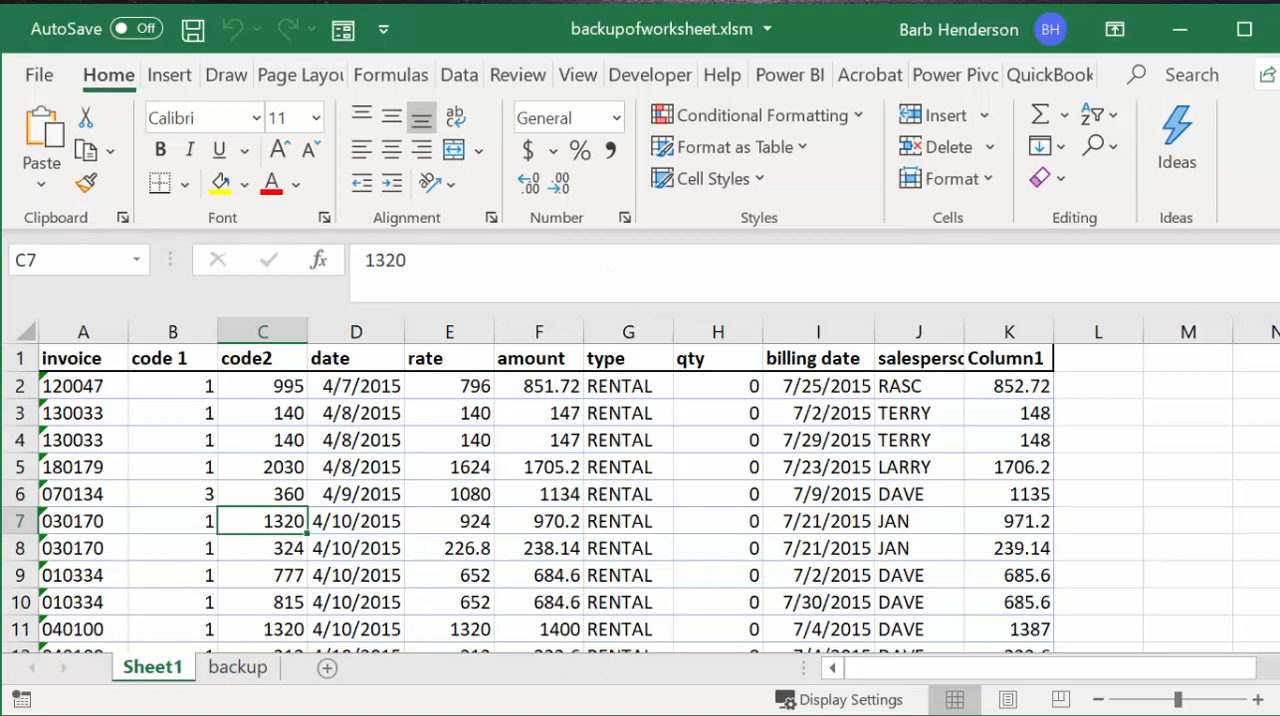 AutoSave Off backupofworksheet.xlsm Barb Henderson BH
File Home Insert Draw Page Layou Formulas Data Review View Developer Help Power BI Acrobat Power Pivc QuickBook Search
Calibri 11 ab General Conditional Formatting Insert Σ
Paste B I U A A $ % , Format as Table Delete Ideas
A .00 .00 Cell Styles Format
Clipboard Font Alignment Number Styles Cells Editing Ideas
C7 fx 1320
A B C D E F G H I J K L M N
1 invoice code 1 code2 date rate amount type qty billing date salespersc Column1
2 120047 1 995 4/7/2015 796 851.72 RENTAL 0 7/25/2015 RASC 852.72
3 130033 1 140 4/8/2015 140 147 RENTAL 0 7/2/2015 TERRY 148
4 130033 1 140 4/8/2015 140 147 RENTAL 0 7/29/2015 TERRY 148
5 180179 1 2030 4/8/2015 1624 1705.2 RENTAL 0 7/23/2015 LARRY 1706.2
6 070134 3 360 4/9/2015 1080 1134 RENTAL 0 7/9/2015 DAVE 1135
7 030170 1 1320 4/10/2015 924 970.2 RENTAL 0 7/21/2015 JAN 971.2
8 030170 1 324 4/10/2015 226.8 238.14 RENTAL 0 7/21/2015 JAN 239.14
9 010334 1 777 4/10/2015 652 684.6 RENTAL 0 7/2/2015 DAVE 685.6
10 010334 1 815 4/10/2015 652 684.6 RENTAL 0 7/30/2015 DAVE 685.6
11 040100 1 1320 4/10/2015 1320 1400 RENTAL 0 7/4/2015 DAVE 1387
Sheet1 backup
Display Settings